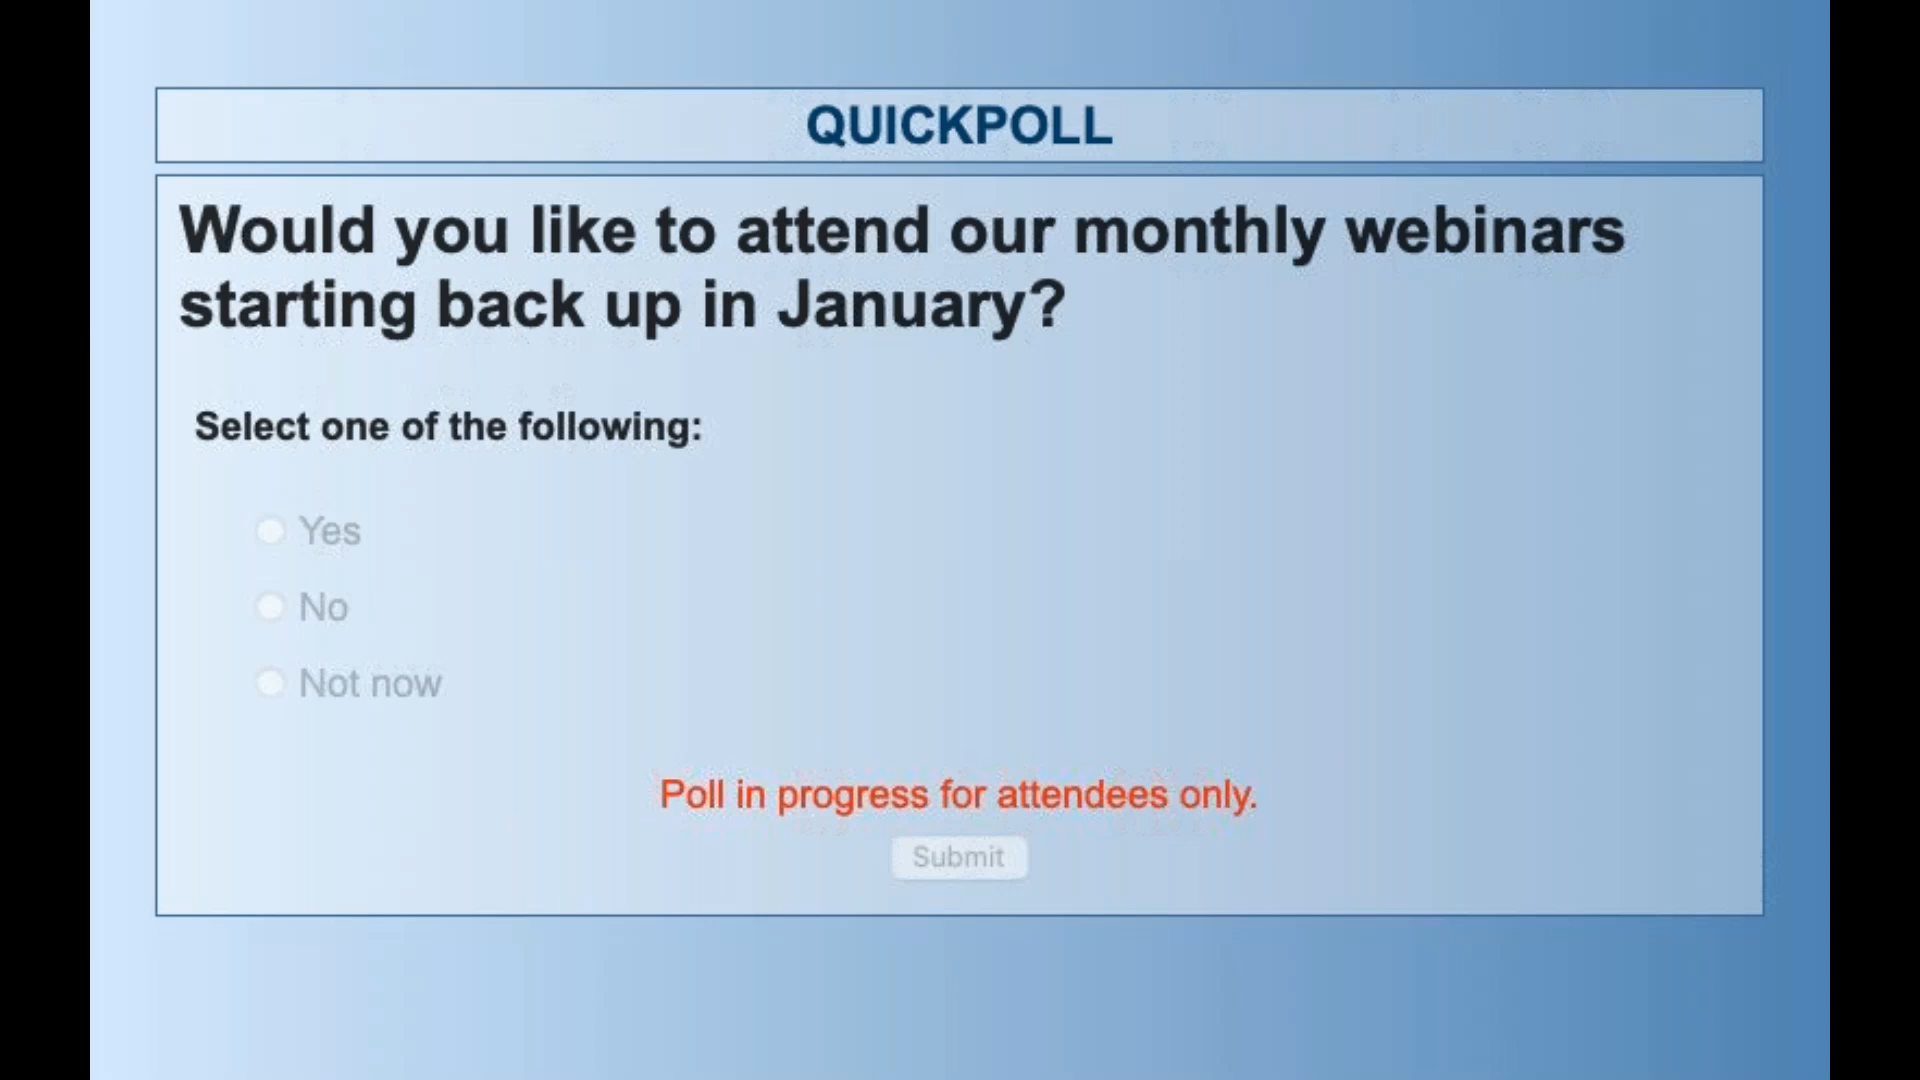 QUICKPOLL
Would you like to attend our monthly webinars
starting back up in January?
Select one of the following:
Yes
No
Not now
Poll in progress for attendees only.
Submit